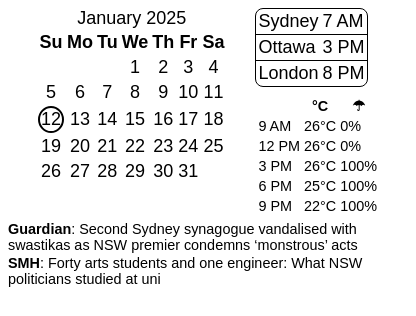 January 2025
Su Mo Tu We Th Fr Sa
1 2 3 4
5 6 7 8 9 10 11
12 13 14 15 16 17 18
19 20 21 22 23 24 25
26 27 28 29 30 31
Sydney 7 AM
Ottawa 3 PM
London 8 PM
°C ☂
9 AM 26°C 0%
12 PM 26°C 0%
3 PM 26°C 100%
6 PM 25°C 100%
9 PM 22°C 100%
Guardian: Second Sydney synagogue vandalised with
swastikas as NSW premier condemns ‘monstrous’ acts
SMH: Forty arts students and one engineer: What NSW
politicians studied at uni